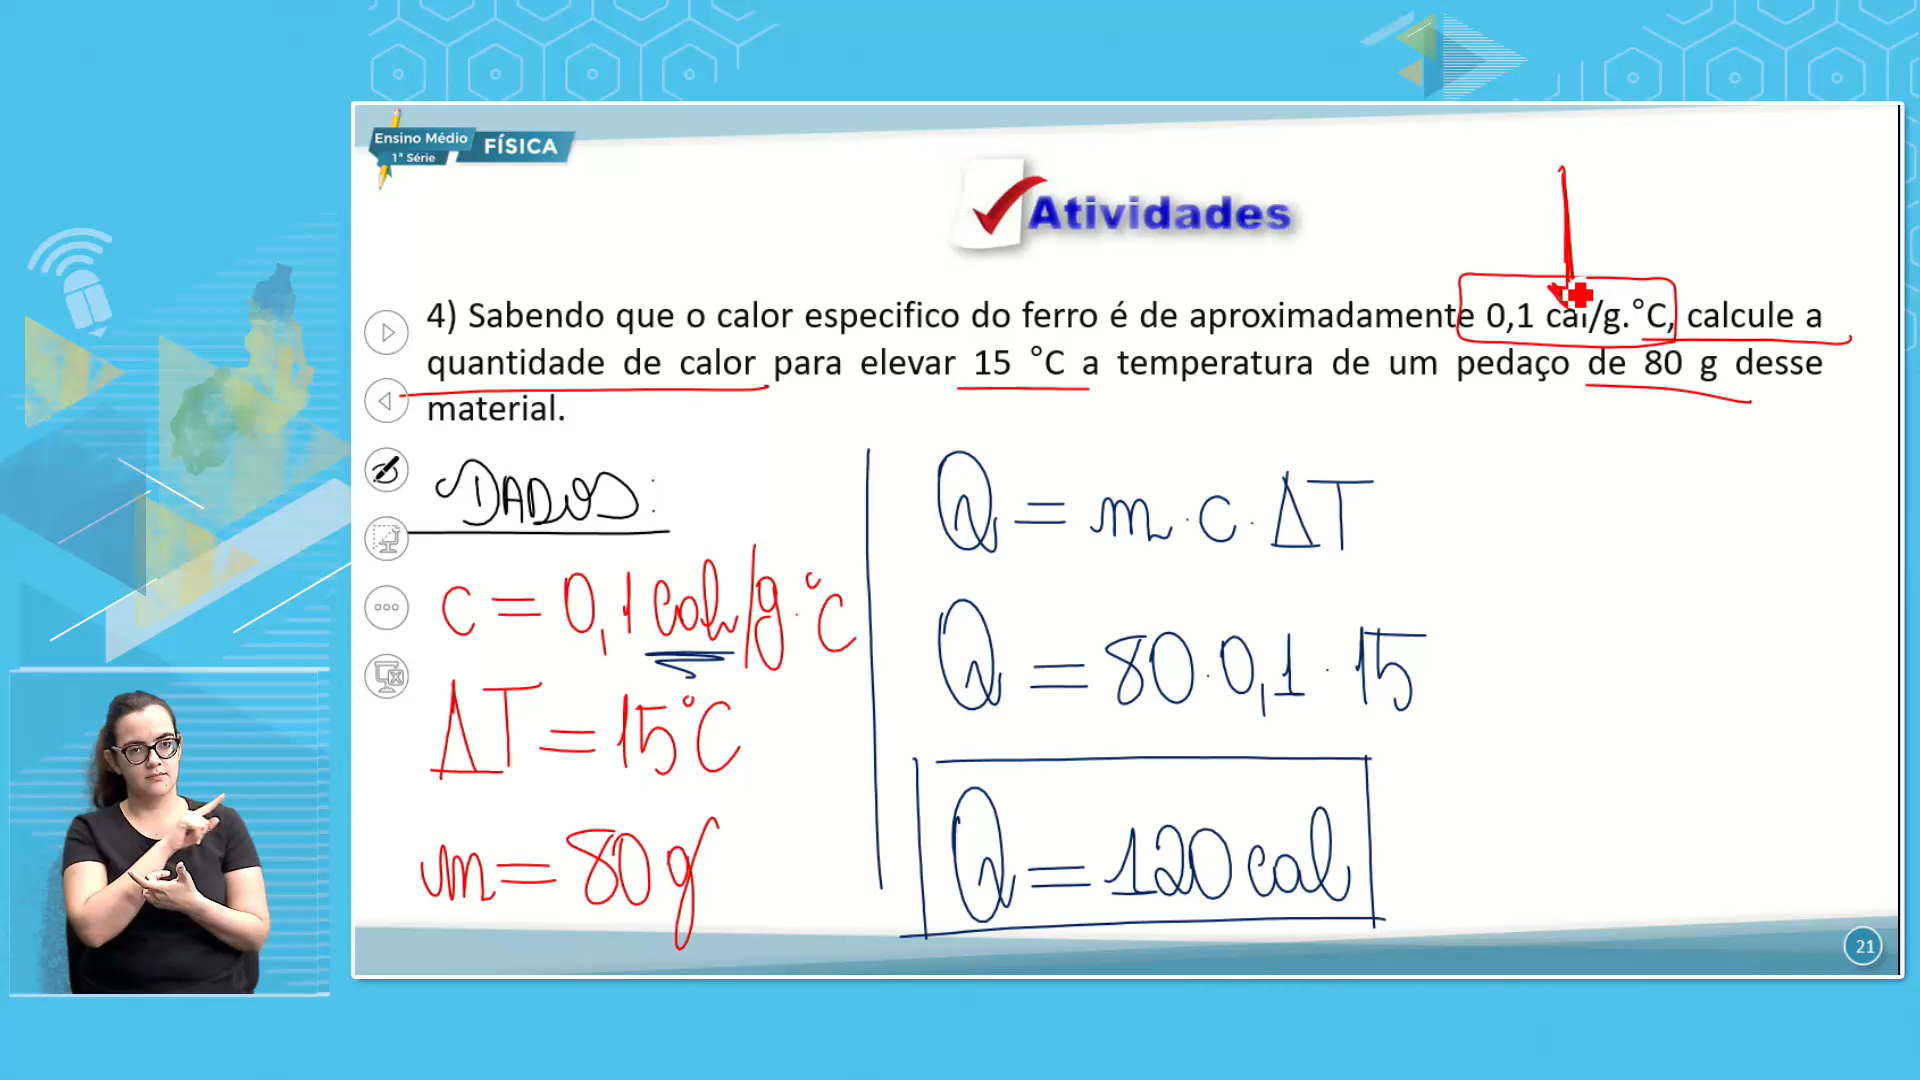 Ensino Médio
1ª Série
FÍSICA
Atividades
4) Sabendo que o calor especifico do ferro é de aproximadamente 0,1 cal/g.°C, calcule a
quantidade de calor para elevar 15 °C a temperatura de um pedaço de 80 g desse
material.
DADOS:
c = 0,1 cal/g.°C
ΔT = 15°C
m = 80 g
Q = m · c · ΔT
Q = 80 · 0,1 · 15
Q = 120 cal
21